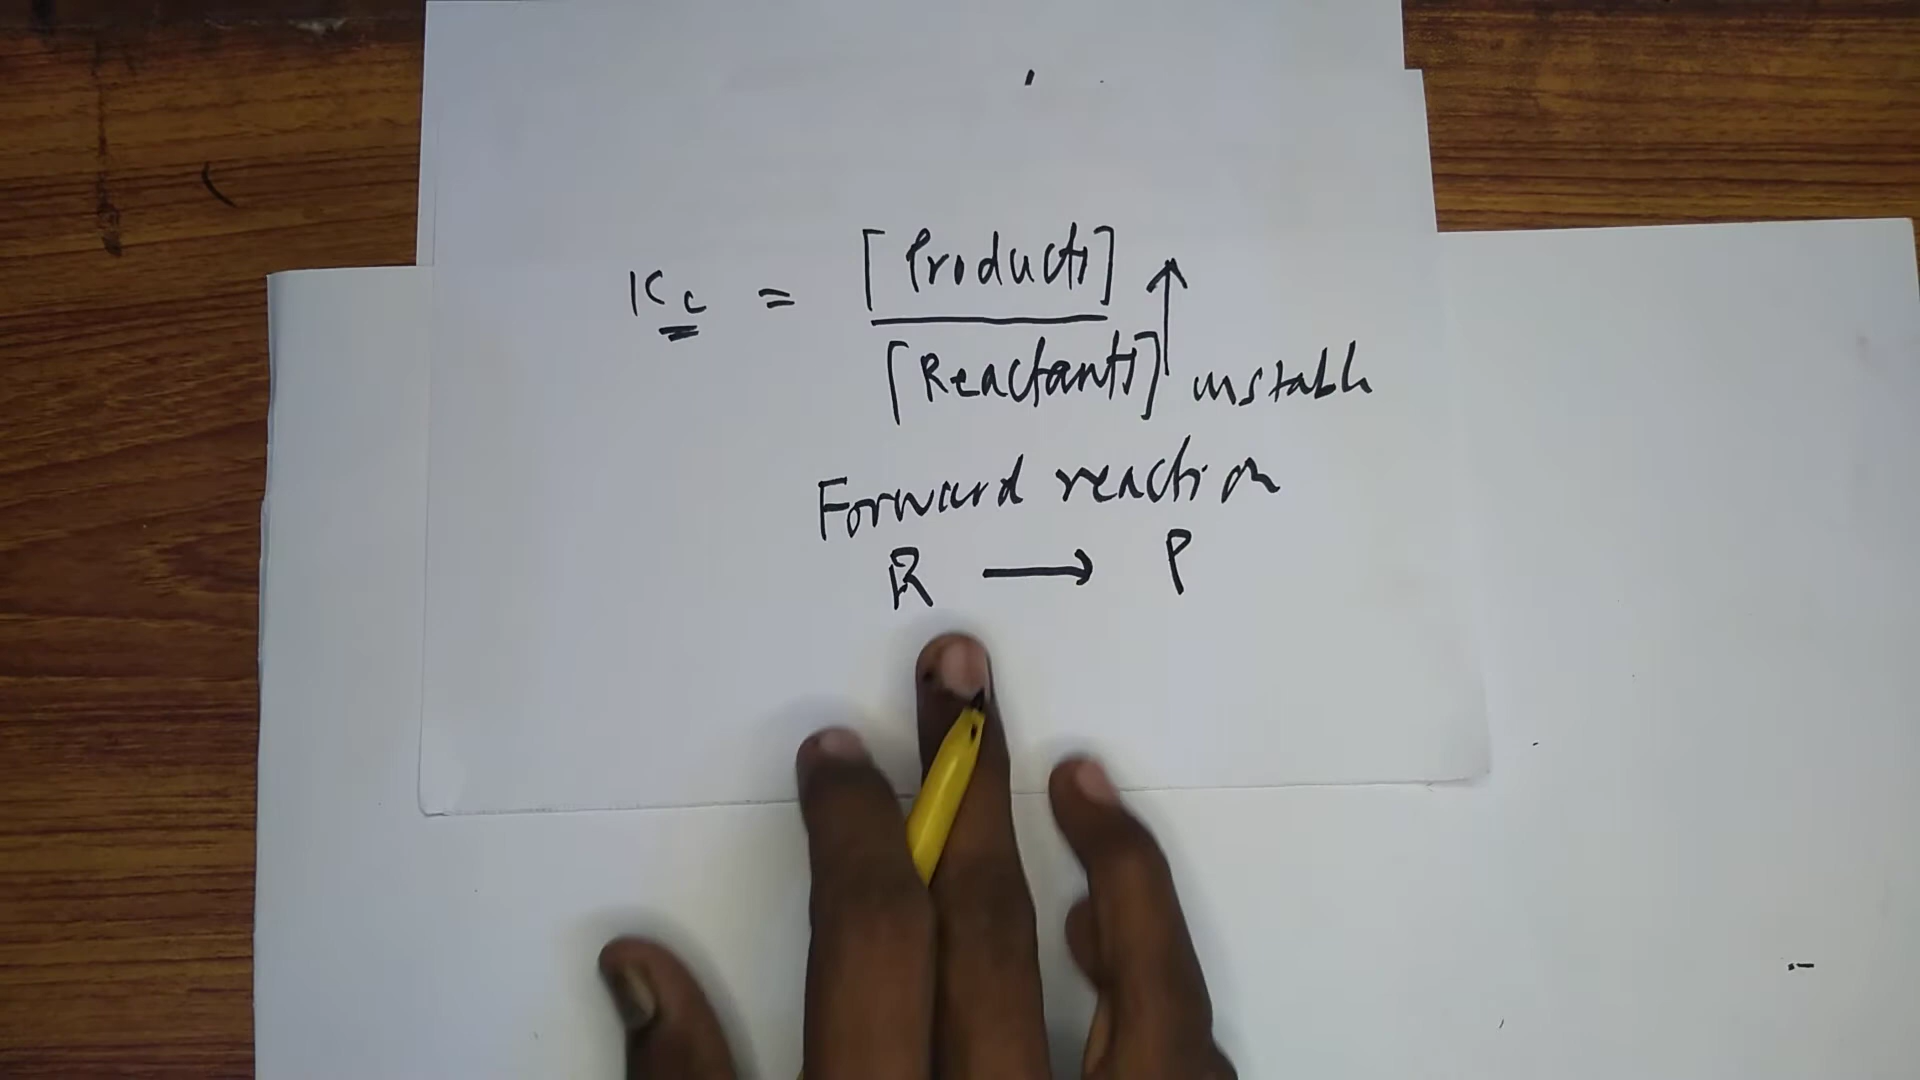 Kc = [Products] / [Reactants] ↑ unstable
Forward reaction
R → P